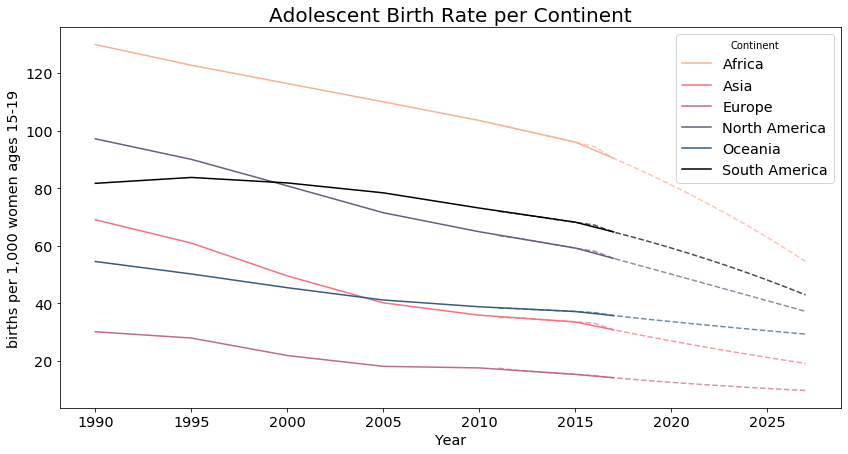 Adolescent Birth Rate per Continent
births per 1,000 women ages 15-19
120
100
80
60
40
20
1990
1995
2000
2005
2010
2015
2020
2025
Year
Continent
Africa
Asia
Europe
North America
Oceania
South America